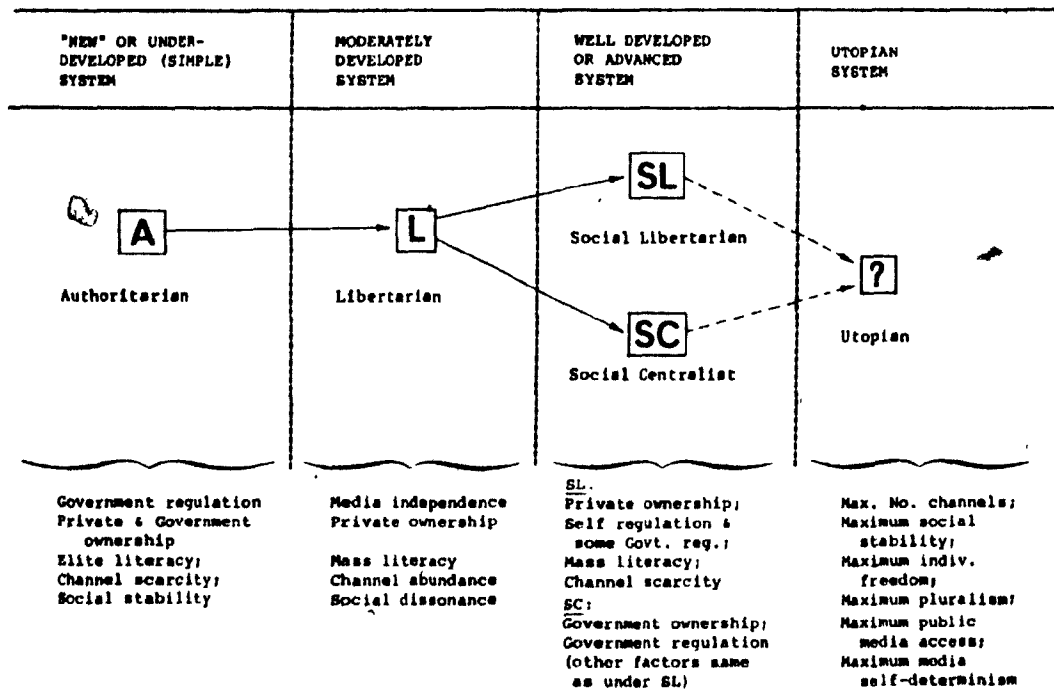 "NEW" OR UNDER-
DEVELOPED (SIMPLE)
SYSTEM
MODERATELY
DEVELOPED
SYSTEM
WELL DEVELOPED
OR ADVANCED
SYSTEM
UTOPIAN
SYSTEM
A
Authoritarian
L
Libertarian
SL
Social Libertarian
SC
Social Centralist
?
Utopian
Government regulation
Private & Government
ownership
Elite literacy;
Channel scarcity;
Social stability
Media independence
Private ownership
Mass literacy
Channel abundance
Social dissonance
SL.
Private ownership;
Self regulation &
some Govt. reg.;
Mass literacy;
Channel scarcity
SC:
Government ownership;
Government regulation
(other factors same
as under SL)
Max. No. channels;
Maximum social
stability;
Maximum indiv.
freedom;
Maximum pluralism;
Maximum public
media access;
Maximum media
self-determinism